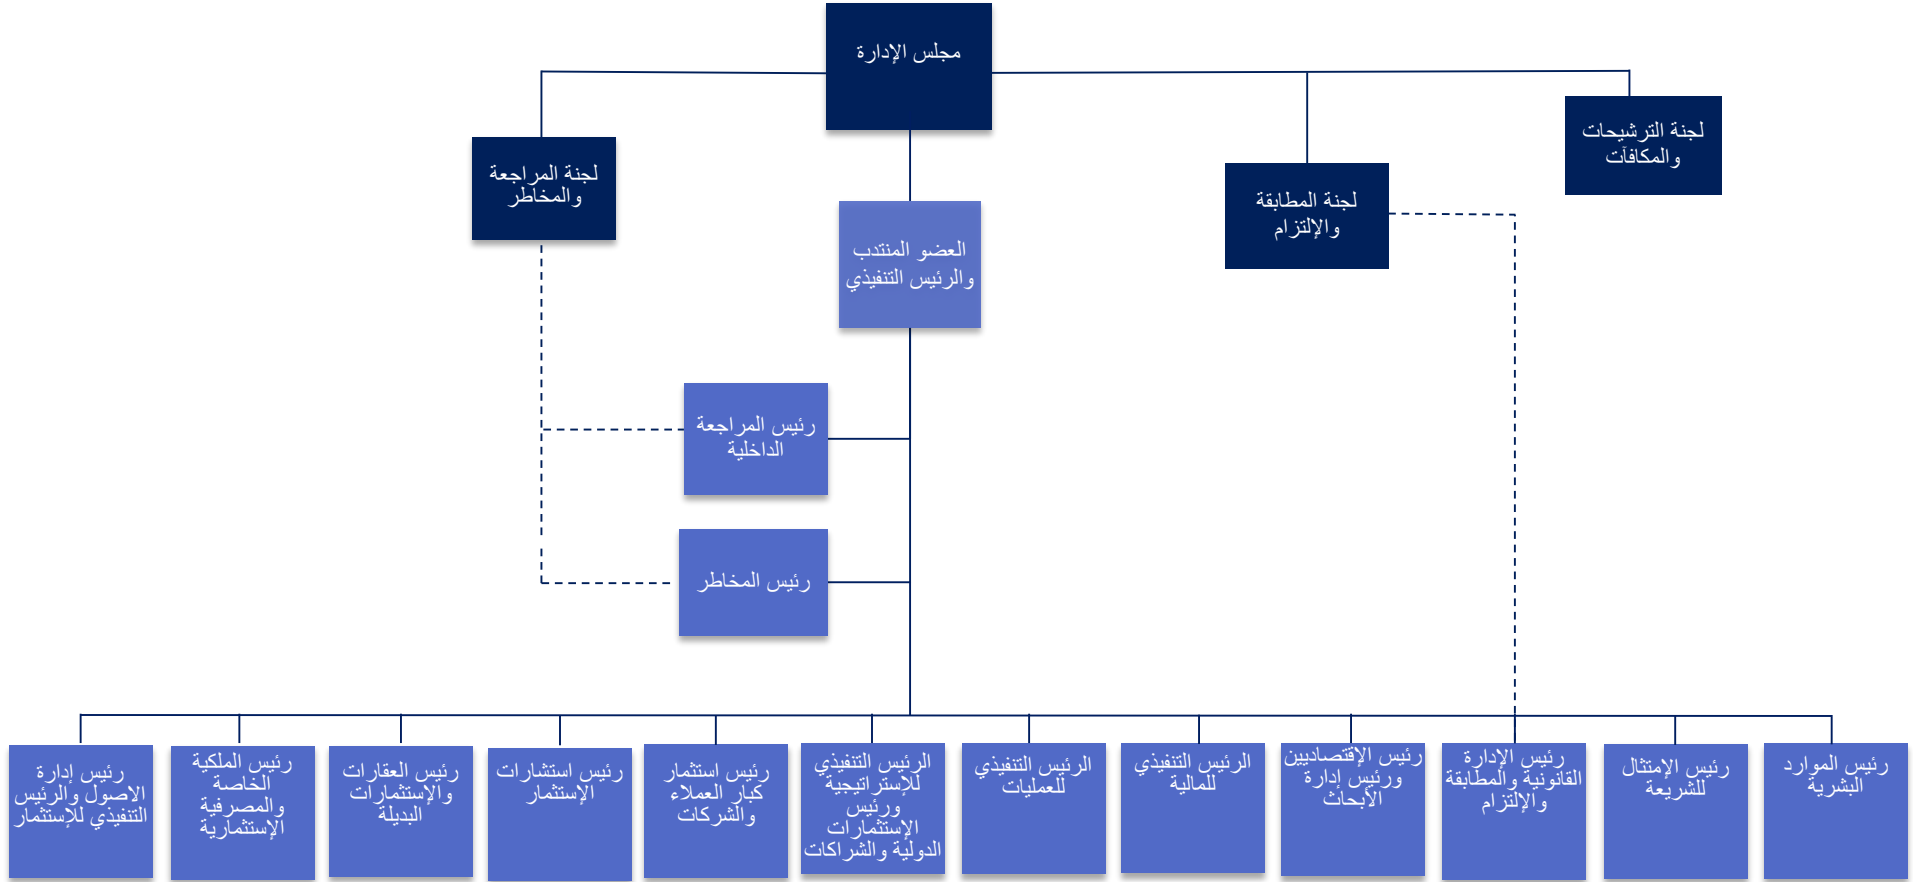 مجلس الإدارة
لجنة الترشيحات
والمكافآت
لجنة المطابقة
والإلتزام
لجنة المراجعة
والمخاطر
العضو المنتدب
والرئيس التنفيذي
رئيس المراجعة
الداخلية
رئيس المخاطر
رئيس الموارد
البشرية
رئيس الإمتثال
للشريعة
رئيس الإدارة
القانونية والمطابقة
والإلتزام
رئيس الإقتصاديين
ورئيس إدارة
الأبحاث
الرئيس التنفيذي
للمالية
الرئيس التنفيذي
للعمليات
الرئيس التنفيذي
للإستراتيجية
ورئيس
الإستثمارات
الدولية والشراكات
رئيس استثمار
كبار العملاء
والشركات
رئيس استشارات
الإستثمار
رئيس العقارات
والإستثمارات
البديلة
رئيس الملكية
الخاصة
والمصرفية
الإستثمارية
رئيس إدارة
الاصول والرئيس
التنفيذي للإستثمار